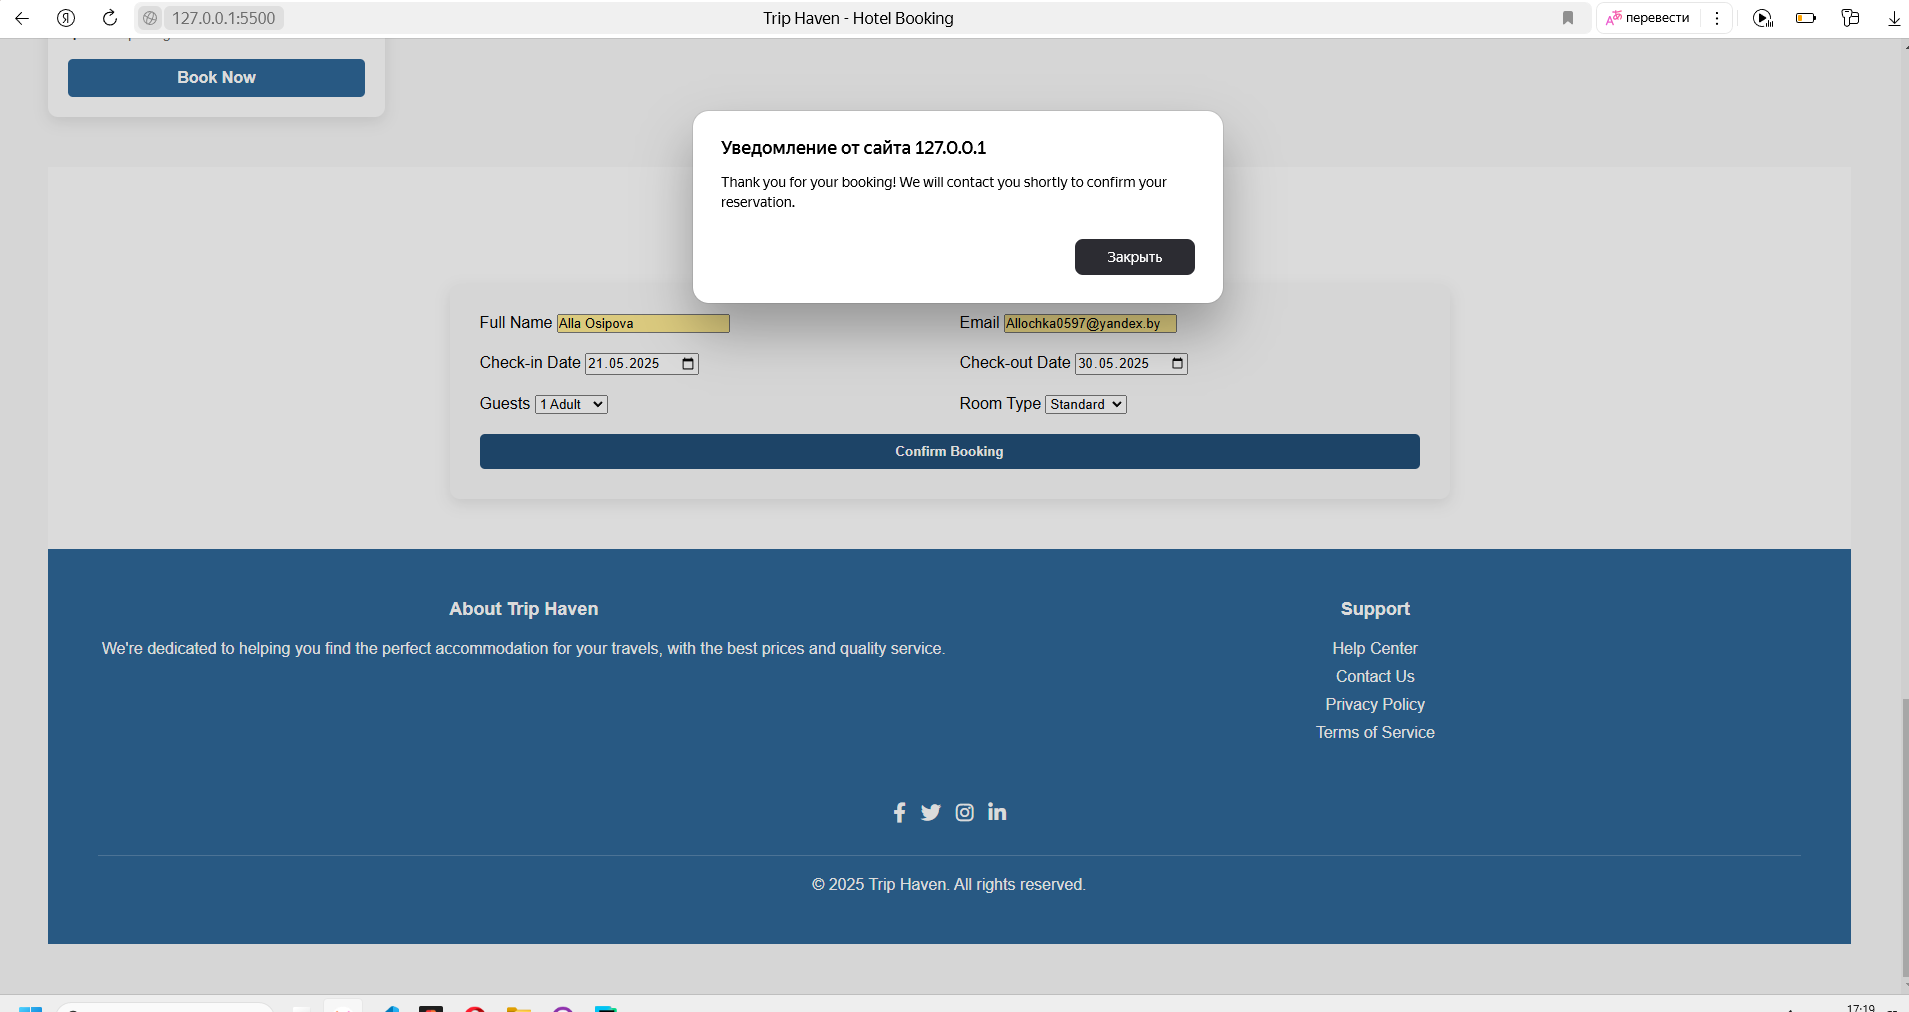 127.0.0.1:5500
Trip Haven - Hotel Booking
перевести
Book Now
Уведомление от сайта 127.0.0.1
Thank you for your booking! We will contact you shortly to confirm your
reservation.
Закрыть
Full Name Alla Osipova
Email Allochka0597@yandex.by
Check-in Date 21.05.2025
Check-out Date 30.05.2025
Guests 1 Adult
Room Type Standard
Confirm Booking
About Trip Haven
We're dedicated to helping you find the perfect accommodation for your travels, with the best prices and quality service.
Support
Help Center
Contact Us
Privacy Policy
Terms of Service
© 2025 Trip Haven. All rights reserved.
17:19